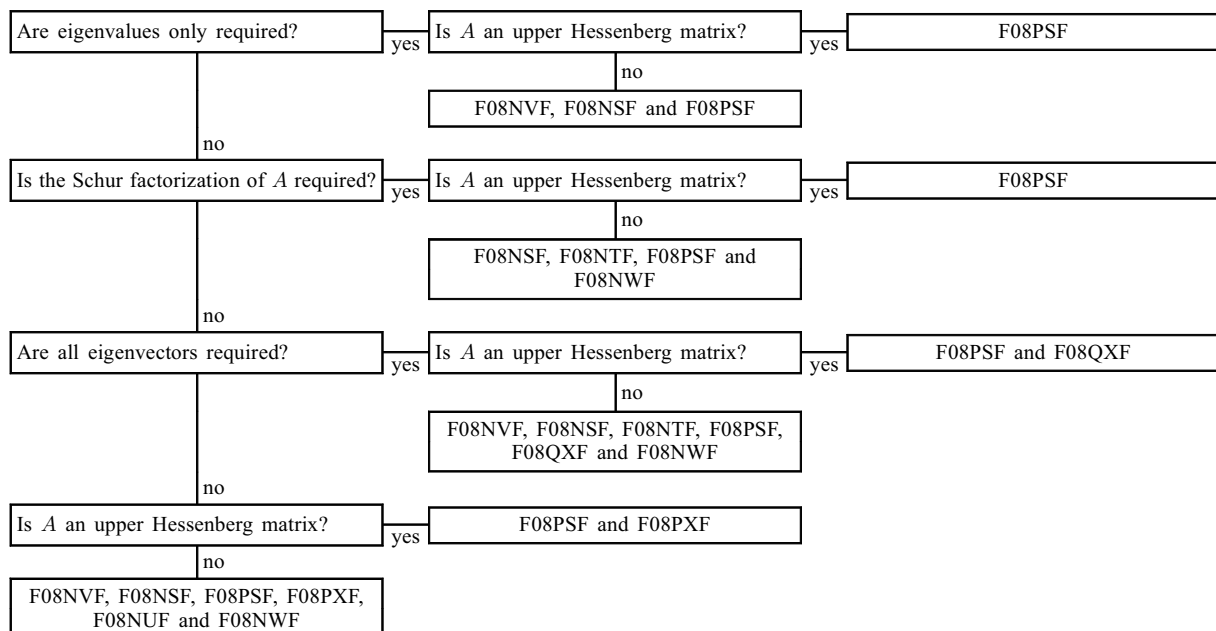 Are eigenvalues only required?
yes
Is A an upper Hessenberg matrix?
yes
F08PSF
no
F08NVF, F08NSF and F08PSF
no
Is the Schur factorization of A required?
yes
Is A an upper Hessenberg matrix?
yes
F08PSF
no
F08NSF, F08NTF, F08PSF and
F08NWF
no
Are all eigenvectors required?
yes
Is A an upper Hessenberg matrix?
yes
F08PSF and F08QXF
no
F08NVF, F08NSF, F08NTF, F08PSF,
F08QXF and F08NWF
no
Is A an upper Hessenberg matrix?
yes
F08PSF and F08PXF
no
F08NVF, F08NSF, F08PSF, F08PXF,
F08NUF and F08NWF